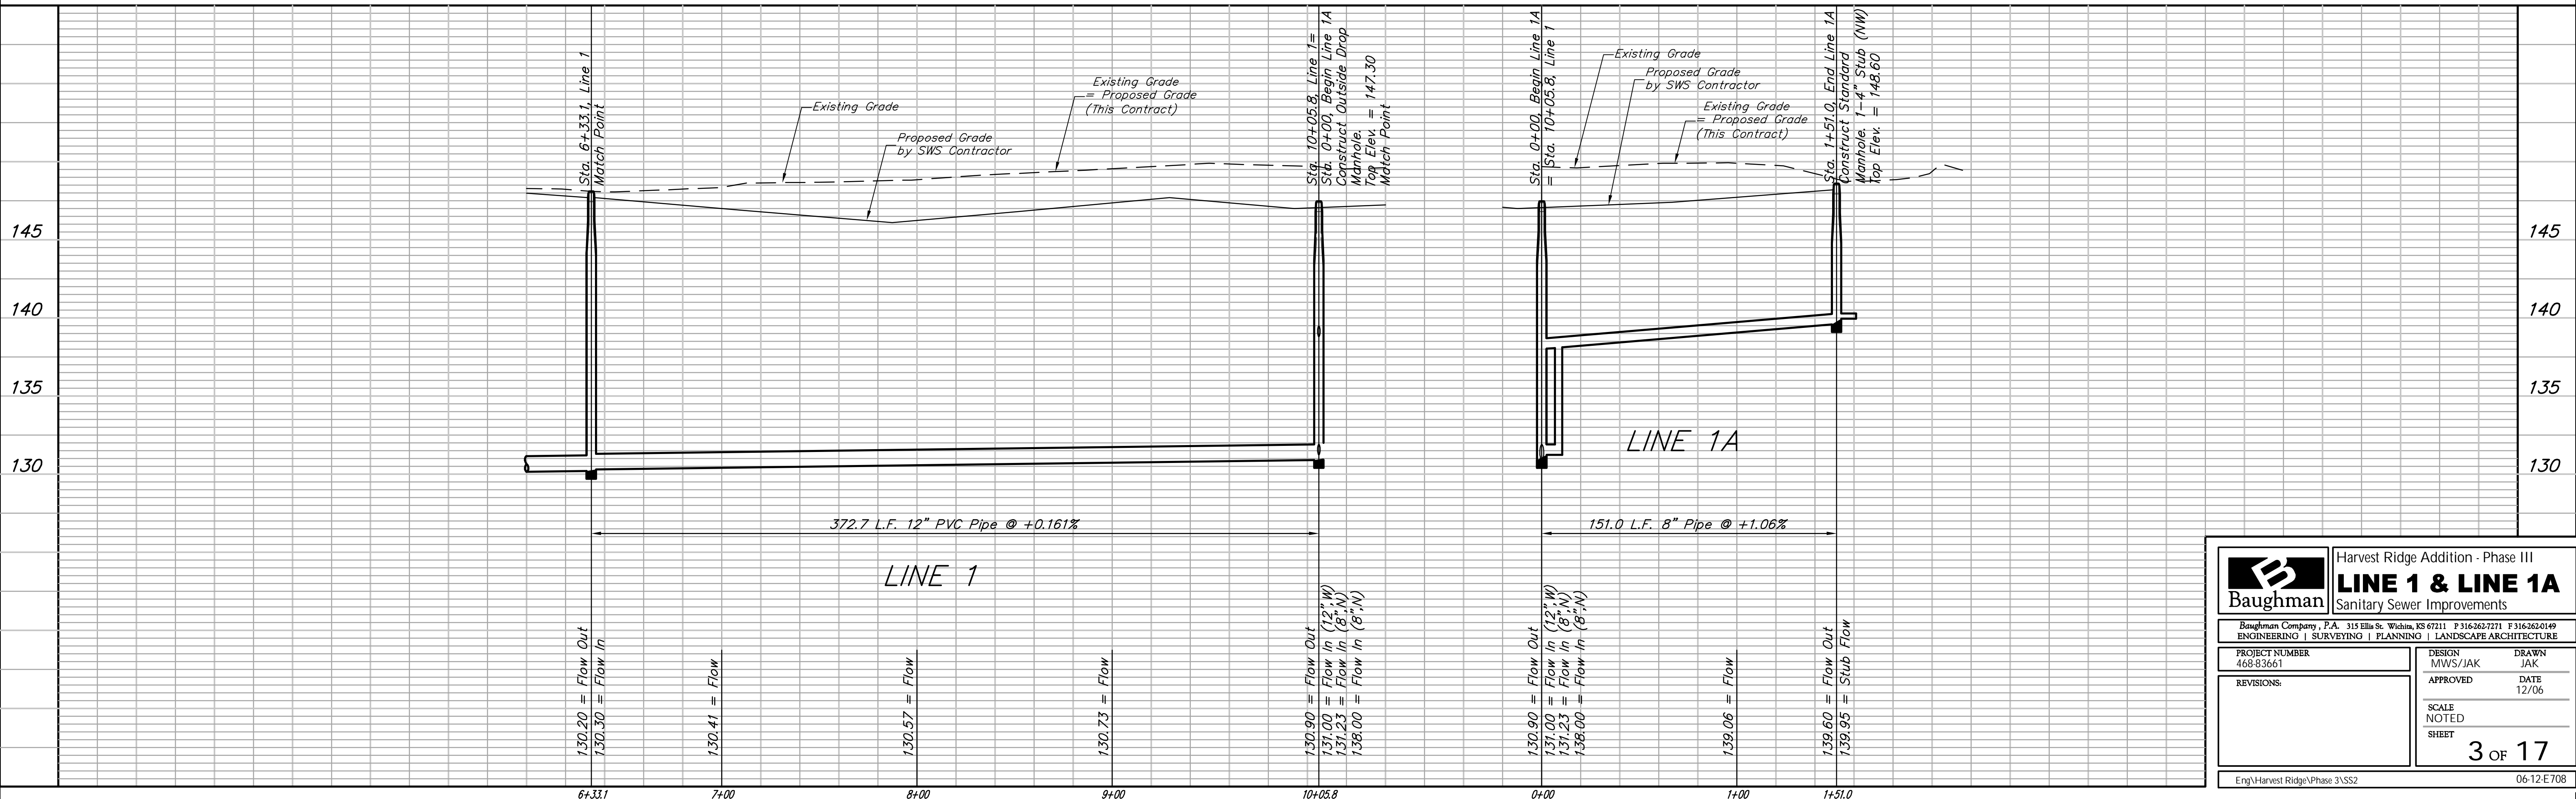 145
140
135
130
Sta. 6+33.1, Line 1
Match Point
Existing Grade
Proposed Grade
by SWS Contractor
Existing Grade
= Proposed Grade
(This Contract)
Sta. 10+05.8, Line 1=
Sta. 0+00, Begin Line 1A
Construct Outside Drop
Manhole.
Top Elev. = 147.30
Match Point
372.7 L.F. 12" PVC Pipe @ +0.161%
LINE 1
130.20 = Flow Out
130.30 = Flow In
130.41 = Flow
130.57 = Flow
130.73 = Flow
130.90 = Flow Out
131.00 = Flow In (12",W)
131.23 = Flow In (8",N)
138.00 = Flow In (8",N)
6+33.1
7+00
8+00
9+00
10+05.8
Sta. 0+00, Begin Line 1A
= Sta. 10+05.8, Line 1
Existing Grade
Proposed Grade
by SWS Contractor
Existing Grade
= Proposed Grade
(This Contract)
Sta. 1+51.0, End Line 1A
Construct Standard
Manhole. 1-4" Stub (NW)
Top Elev. = 148.60
LINE 1A
151.0 L.F. 8" Pipe @ +1.06%
130.90 = Flow Out
131.00 = Flow In (12",W)
131.23 = Flow In (8",N)
138.00 = Flow In (8",N)
139.06 = Flow
139.60 = Flow Out
139.95 = Stub Flow
0+00
1+00
1+51.0
145
140
135
130
B
Baughman
Harvest Ridge Addition - Phase III
LINE 1 & LINE 1A
Sanitary Sewer Improvements
Baughman Company, P.A. 315 Ellis St. Wichita, KS 67211 P 316-262-7271 F 316-262-0149
ENGINEERING | SURVEYING | PLANNING | LANDSCAPE ARCHITECTURE
PROJECT NUMBER
468-83661
REVISIONS:
DESIGN
MWS/JAK
DRAWN
JAK
APPROVED
DATE
12/06
SCALE
NOTED
SHEET
3 OF 17
Eng\Harvest Ridge\Phase 3\SS2
06-12-E708